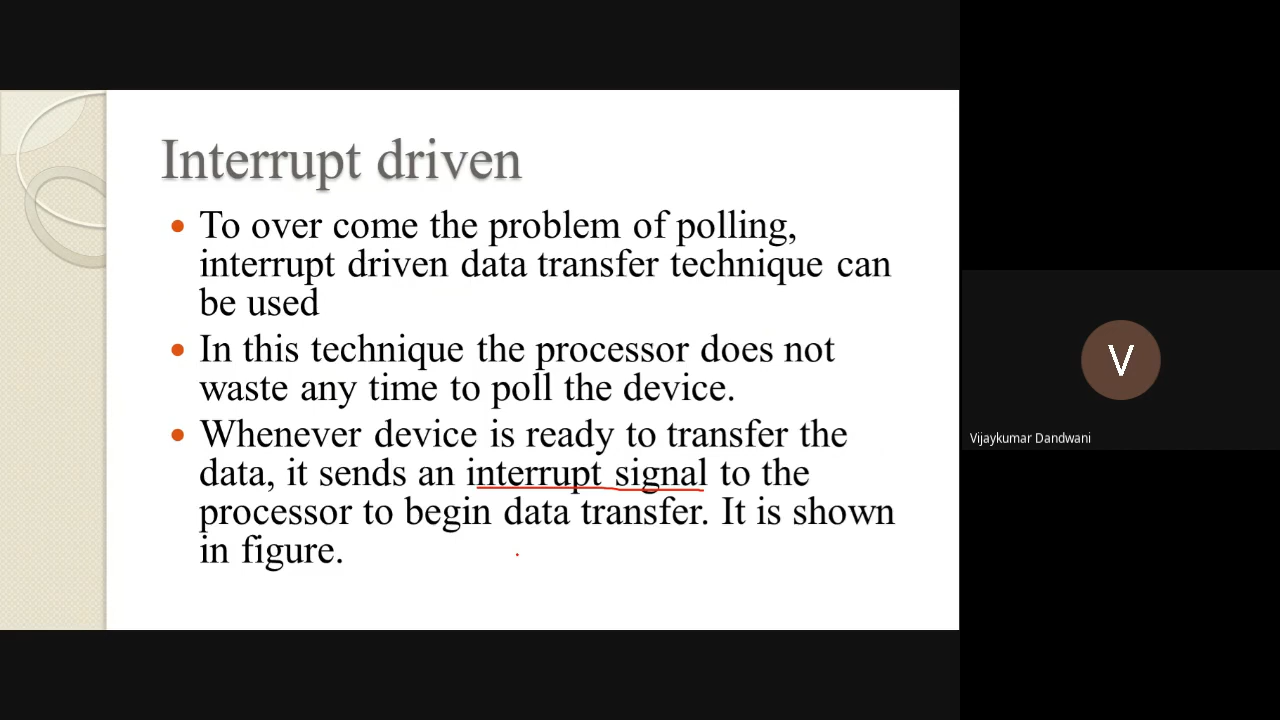 Interrupt driven
• To over come the problem of polling,
interrupt driven data transfer technique can
be used
• In this technique the processor does not
waste any time to poll the device.
• Whenever device is ready to transfer the
data, it sends an interrupt signal to the
processor to begin data transfer. It is shown
in figure.
V
Vijaykumar Dandwani